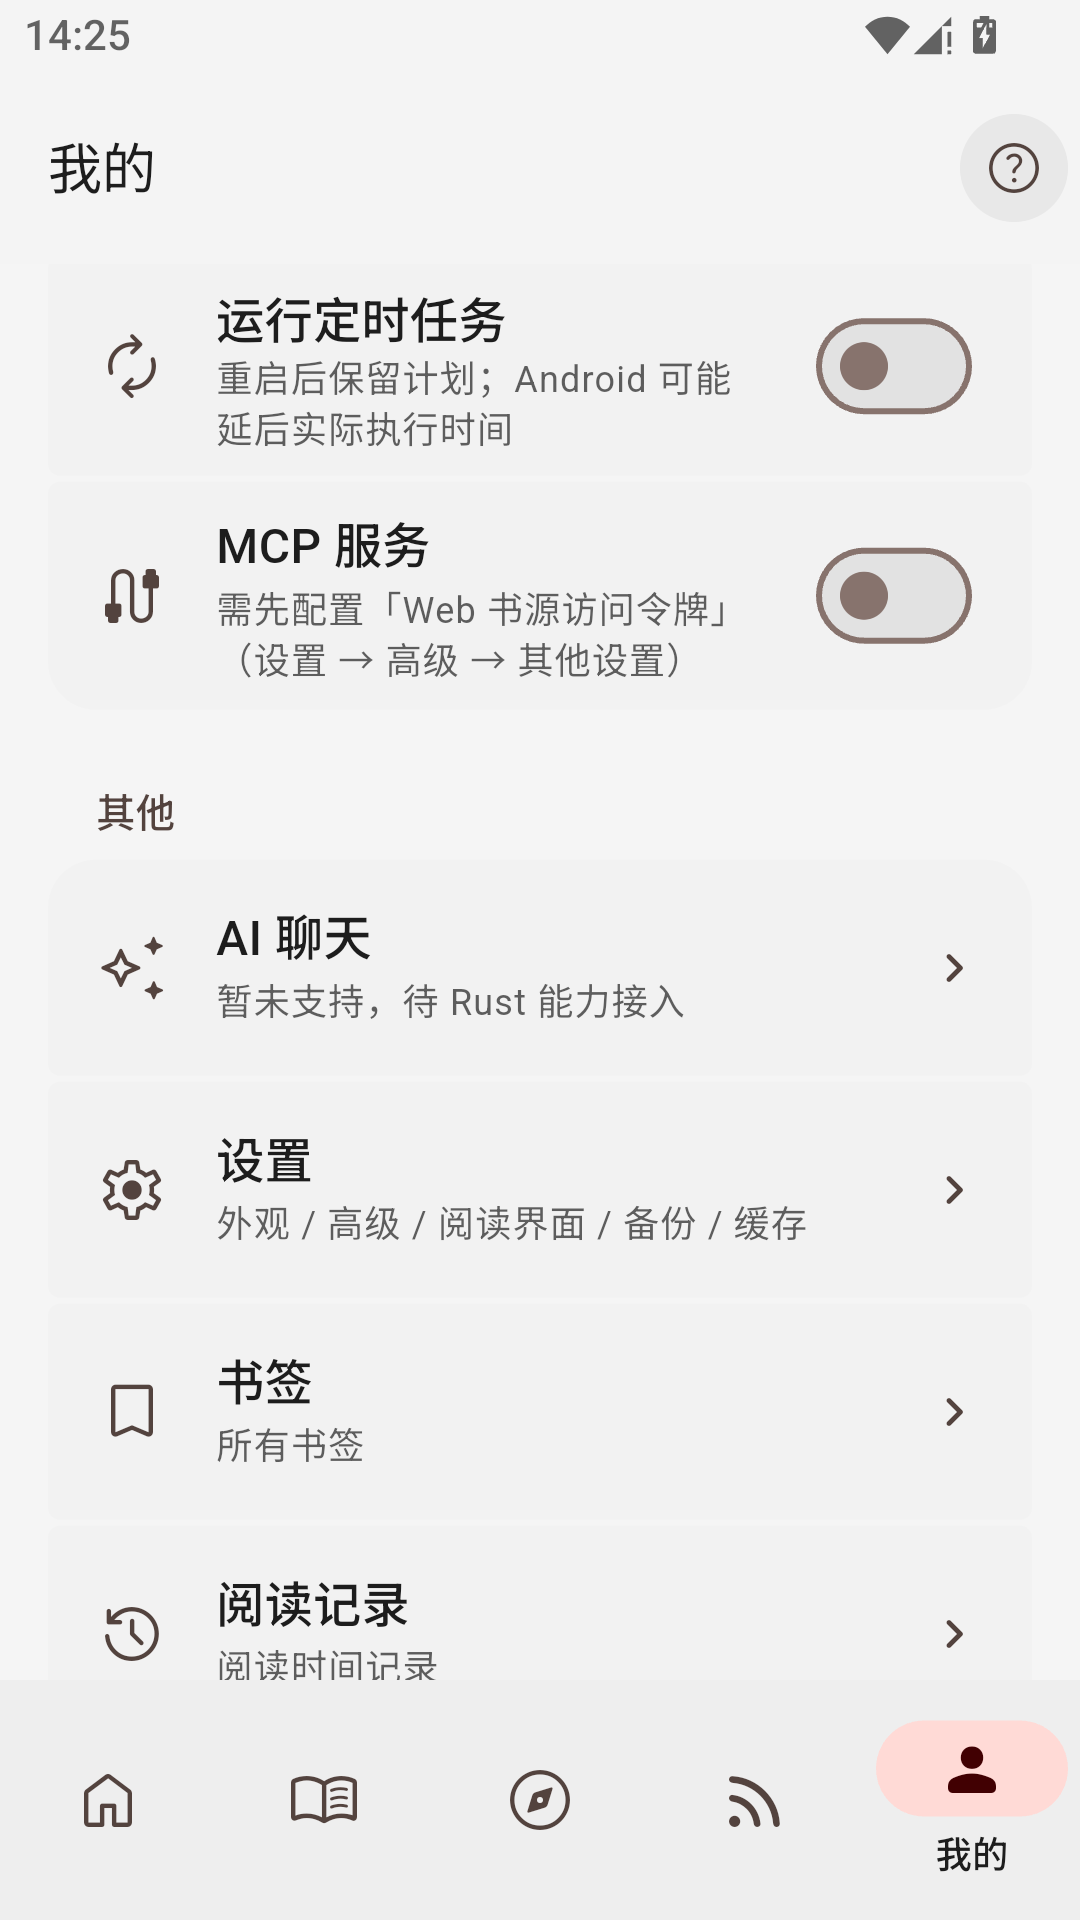 14:25
我的
运行定时任务
重启后保留计划；Android 可能
延后实际执行时间
MCP 服务
需先配置「Web 书源访问令牌」
（设置 → 高级 → 其他设置）
其他
AI 聊天
暂未支持，待 Rust 能力接入
设置
外观 / 高级 / 阅读界面 / 备份 / 缓存
书签
所有书签
阅读记录
阅读时间记录
我的